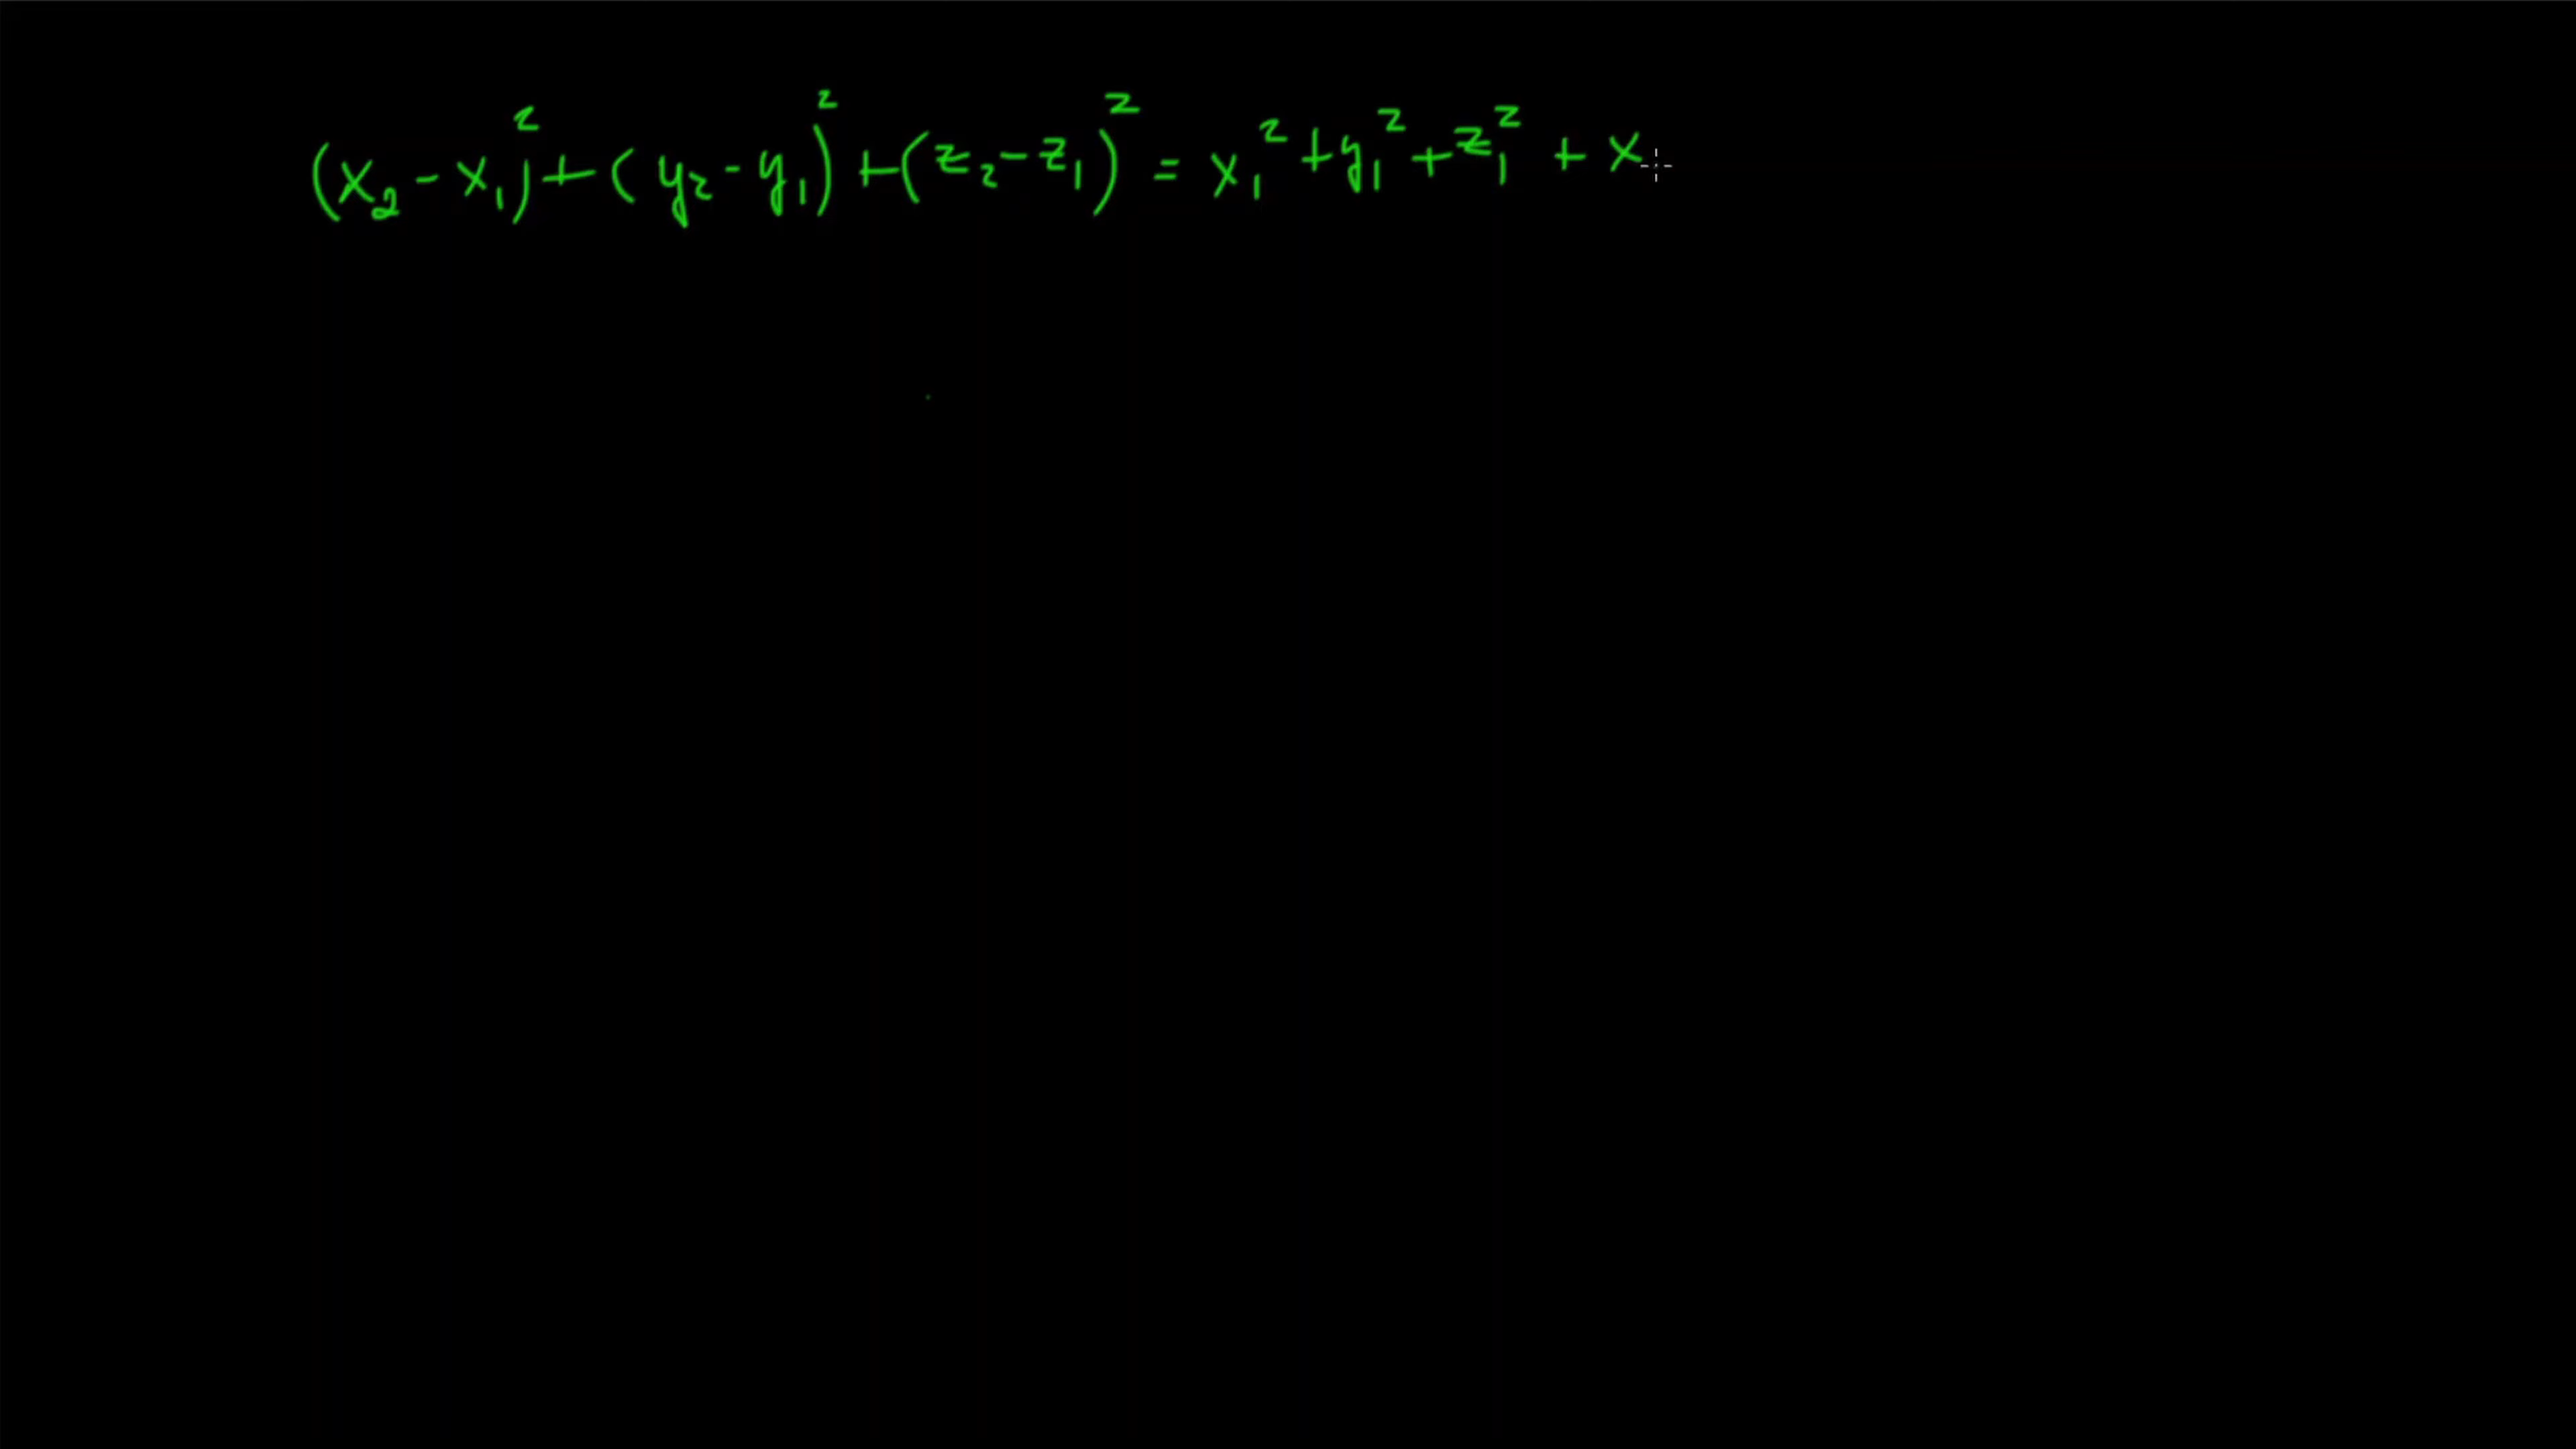 (x₂ - x₁)² + (y₂ - y₁)² + (z₂ - z₁)² = x₁² + y₁² + z₁² + x